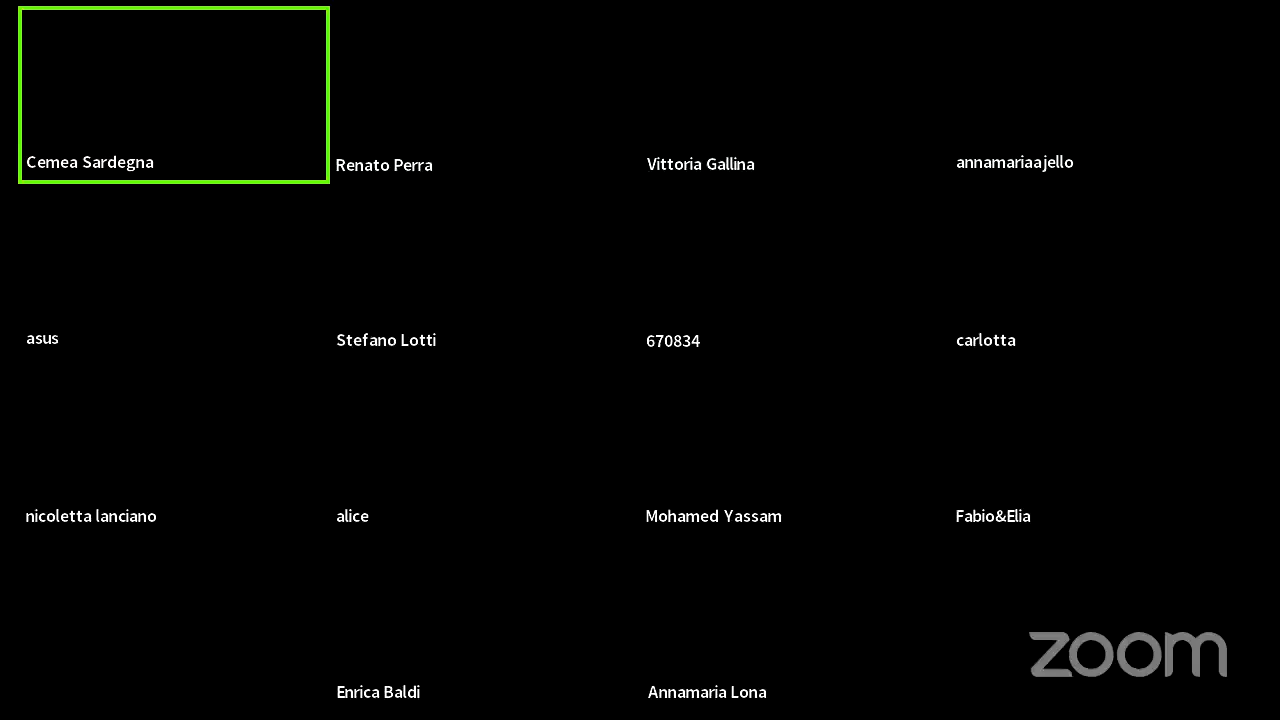 Cemea Sardegna
Renato Perra
Vittoria Gallina
annamariaajello
asus
Stefano Lotti
670834
carlotta
nicoletta lanciano
alice
Mohamed Yassam
Fabio&Elia
Enrica Baldi
Annamaria Lona
zoom